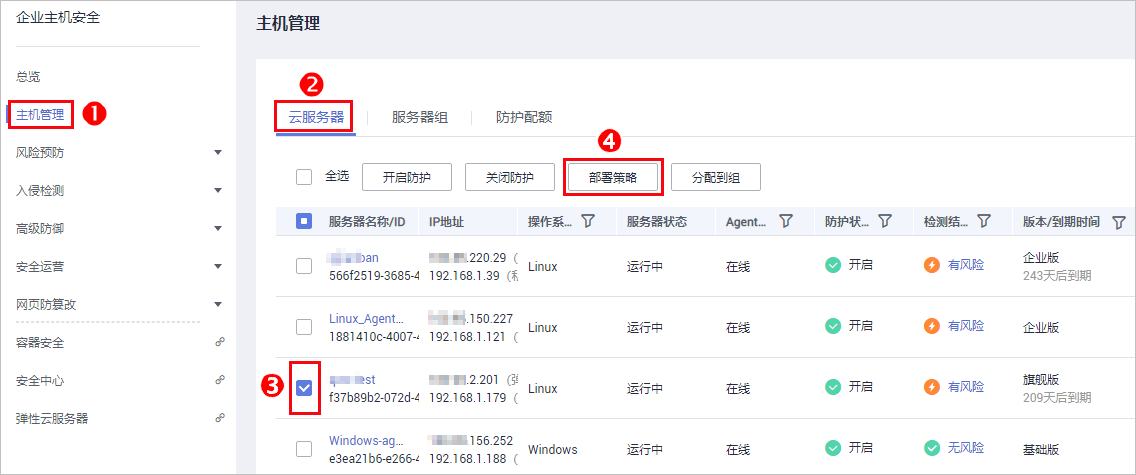 企业主机安全
总览
主机管理
1
风险预防
入侵检测
高级防御
安全运营
网页防篡改
容器安全
安全中心
弹性云服务器
主机管理
2
云服务器 服务器组 防护配额
4
全选 开启防护 关闭防护 部署策略 分配到组
服务器名称/ID IP地址 操作系... 服务器状态 Agent... 防护状... 检测结... 版本/到期时间
ban .220.29 Linux 运行中 在线 开启 有风险 企业版
566f2519-3685-4 192.168.1.39 243天后到期
Linux_Agent... .150.227 Linux 运行中 在线 开启 有风险 企业版
1881410c-4007-4 192.168.1.121
3
est .2.201 Linux 运行中 在线 开启 有风险 旗舰版
f37b89b2-072d-4 192.168.1.179 209天后到期
Windows-ag... .156.252 Windows 运行中 在线 开启 无风险 基础版
e3ea21b6-e266-4 192.168.1.188